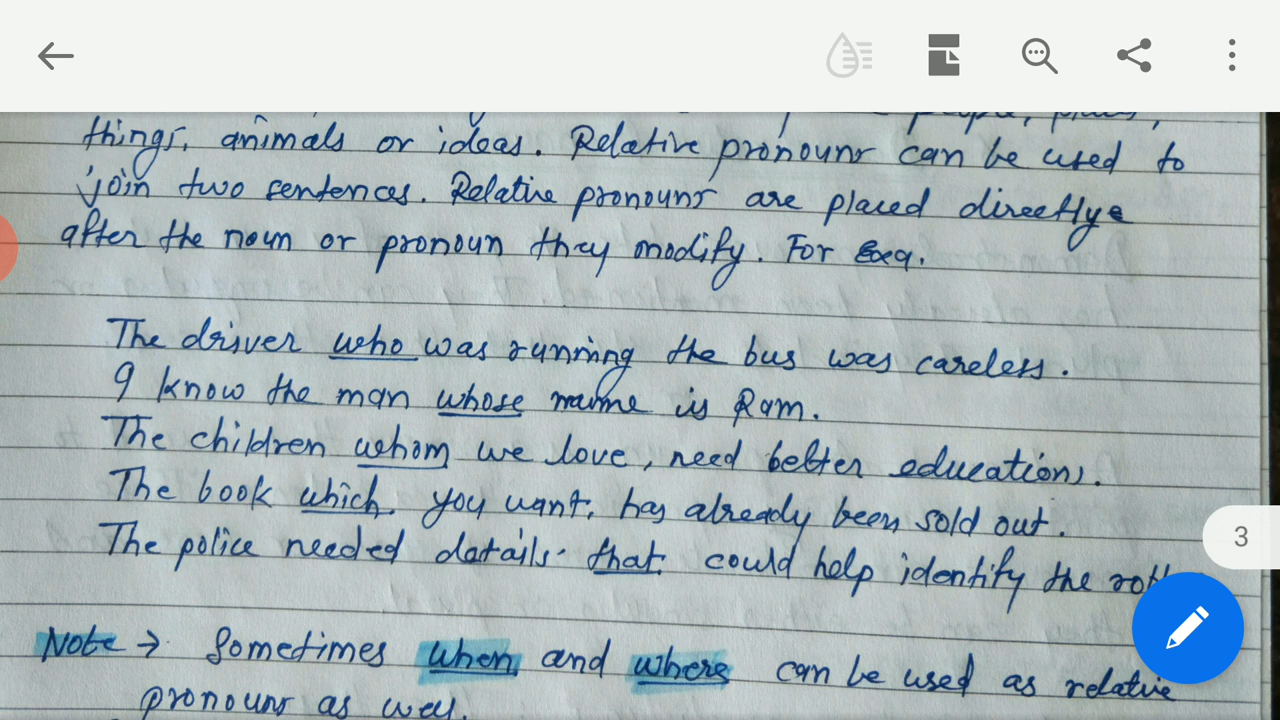 things, animals or ideas. Relative pronouns can be used to
join two sentences. Relative pronouns are placed directlye
after the noun or pronoun they modify. For Exeq.
The driver who was running the bus was careless.
I know the man whose name is Ram.
The children whom we love, need better educations.
The book which you want, has already been sold out.
The police needed datails that could help identify the
3
Note → Sometimes when and where can be used as relative
pronouns as well.